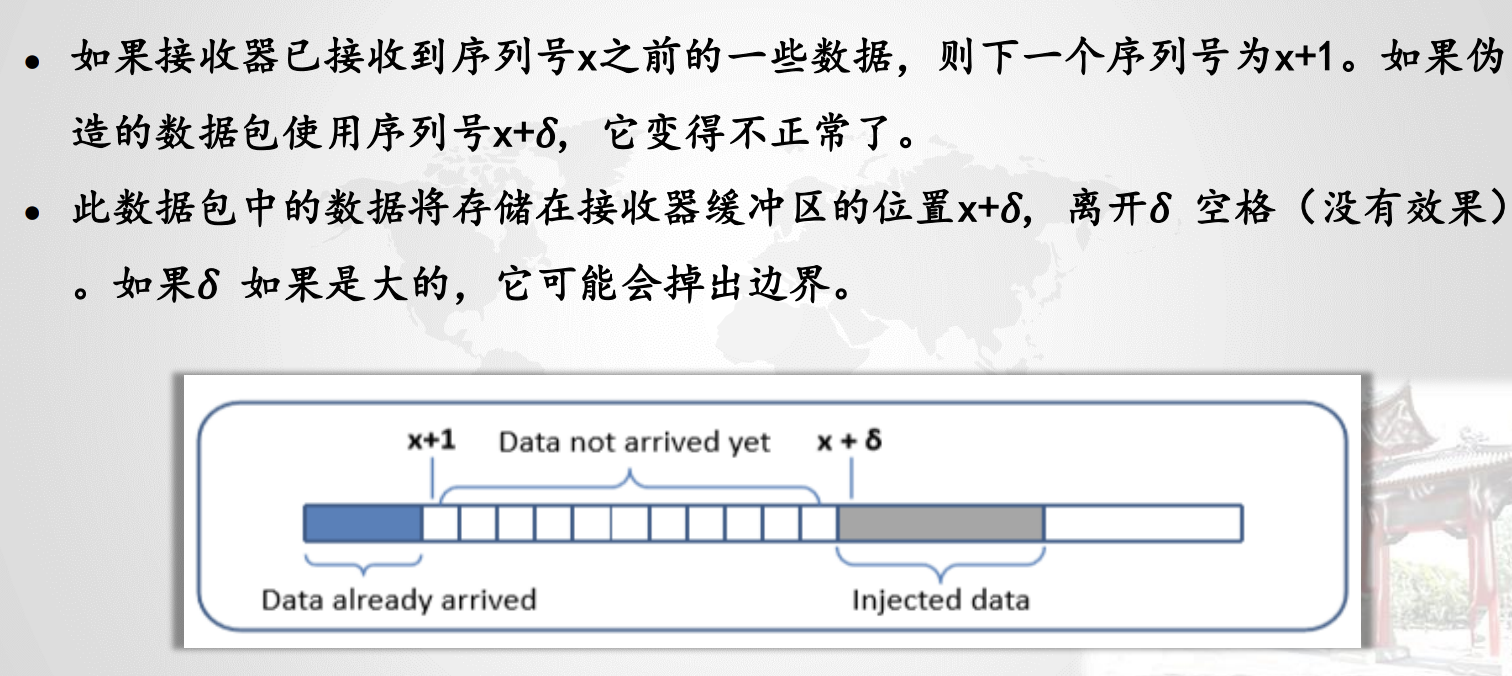 • 如果接收器已接收到序列号x之前的一些数据，则下一个序列号为x+1。如果伪
造的数据包使用序列号x+δ, 它变得不正常了。
• 此数据包中的数据将存储在接收器缓冲区的位置x+δ, 离开δ 空格（没有效果）
。如果δ 如果是大的，它可能会掉出边界。
x+1 Data not arrived yet x + δ
Data already arrived Injected data